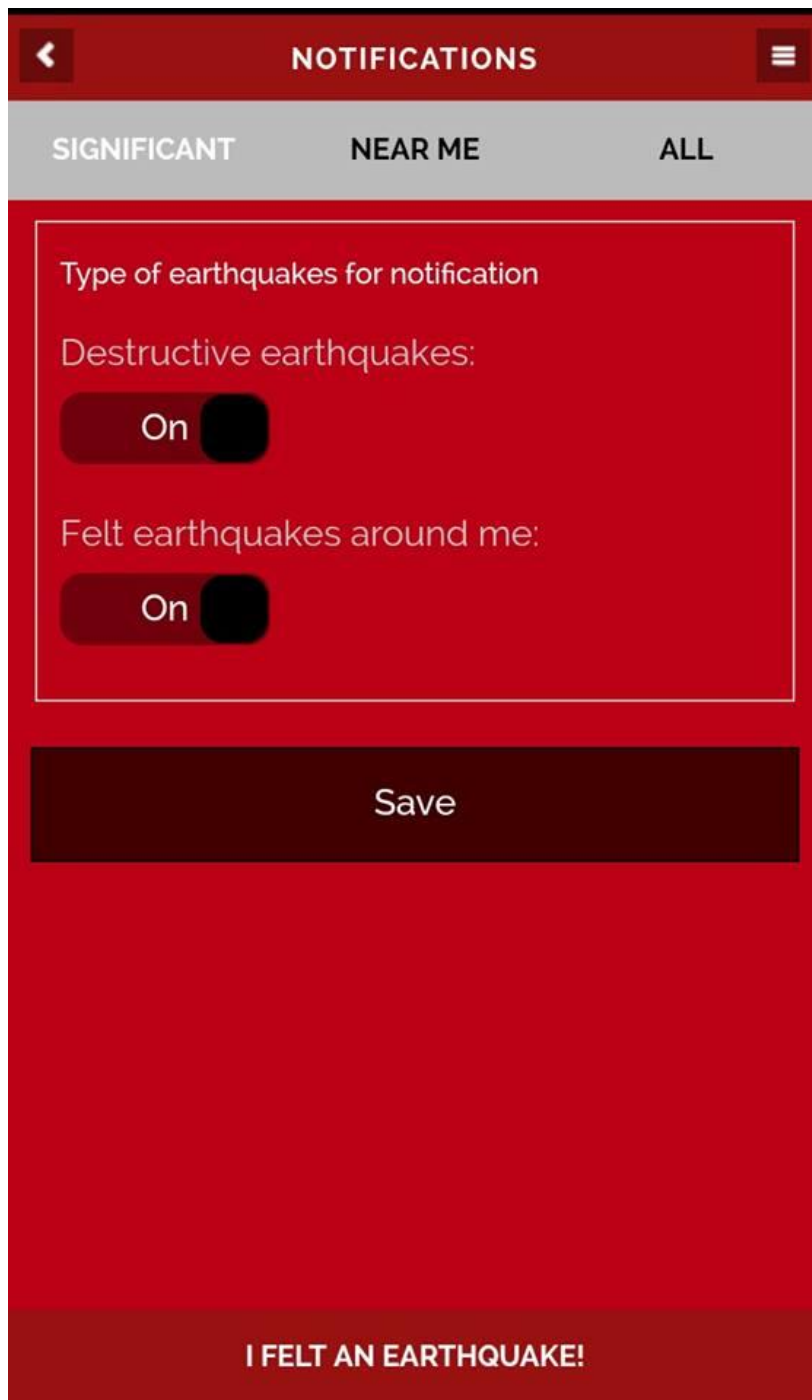 NOTIFICATIONS
SIGNIFICANT NEAR ME ALL
Type of earthquakes for notification
Destructive earthquakes:
On
Felt earthquakes around me:
On
Save
I FELT AN EARTHQUAKE!